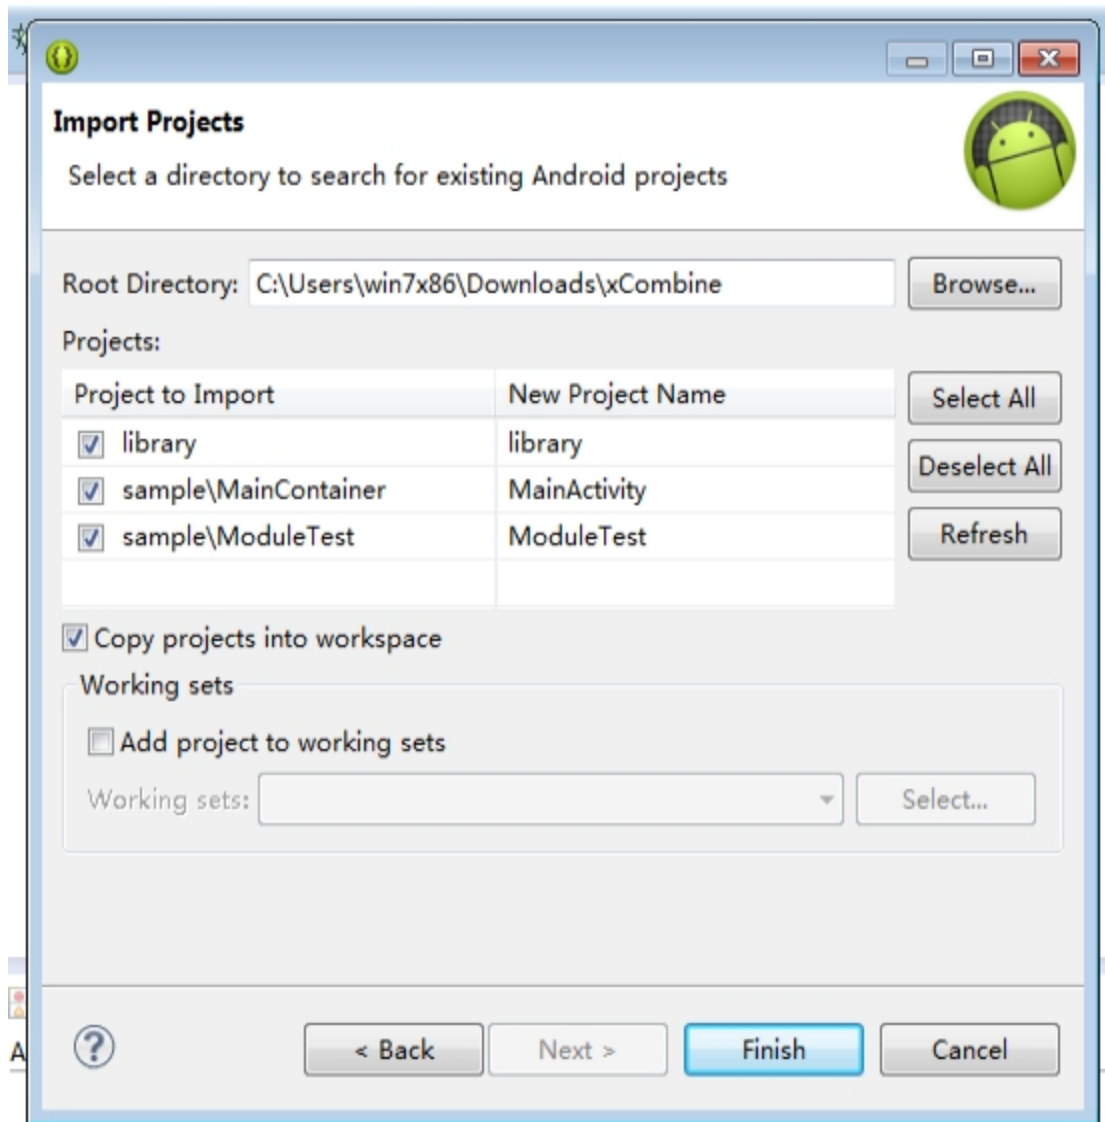 Import Projects
Select a directory to search for existing Android projects
Root Directory: C:\Users\win7x86\Downloads\xCombine Browse...
Projects:
Project to Import New Project Name Select All
library library
Deselect All
sample\MainContainer MainActivity
sample\ModuleTest ModuleTest Refresh
Copy projects into workspace
Working sets
Add project to working sets
Working sets: Select...
A
? < Back Next > Finish Cancel